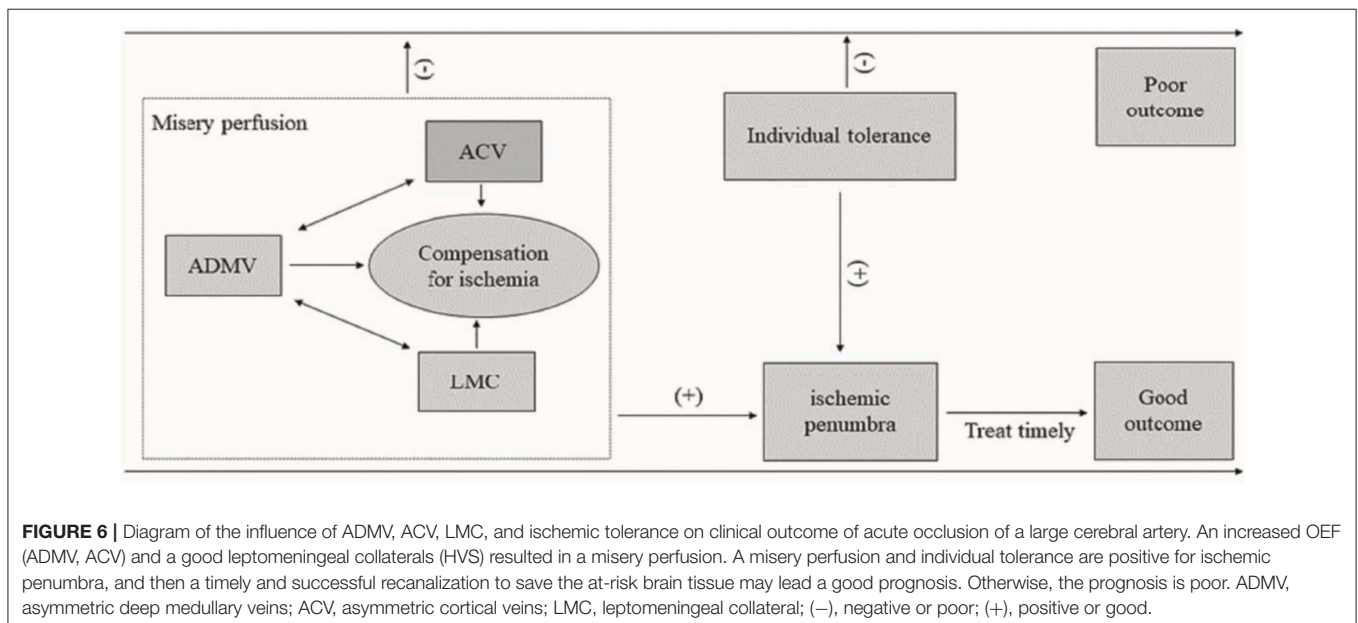 (-)
(-)
Poor
outcome
Misery perfusion
Individual tolerance
ACV
Compensation
for ischemia
ADMV
(+)
LMC
(+)
ischemic
penumbra
Treat timely
Good
outcome
FIGURE 6 | Diagram of the influence of ADMV, ACV, LMC, and ischemic tolerance on clinical outcome of acute occlusion of a large cerebral artery. An increased OEF
(ADMV, ACV) and a good leptomeningeal collaterals (HVS) resulted in a misery perfusion. A misery perfusion and individual tolerance are positive for ischemic
penumbra, and then a timely and successful recanalization to save the at-risk brain tissue may lead a good prognosis. Otherwise, the prognosis is poor. ADMV,
asymmetric deep medullary veins; ACV, asymmetric cortical veins; LMC, leptomeningeal collateral; (−), negative or poor; (+), positive or good.